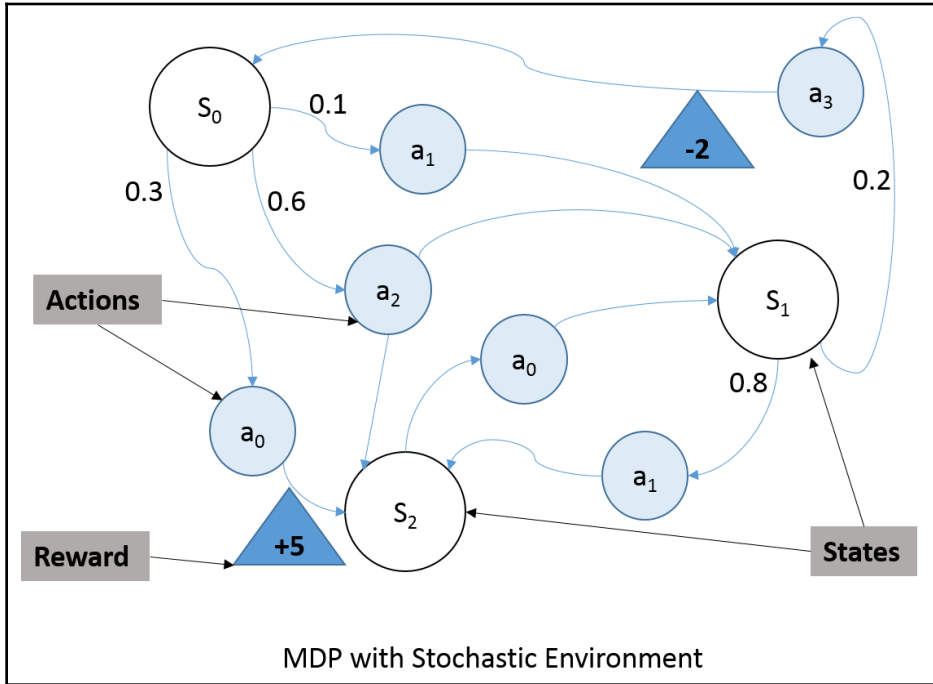 S₀
0.1
a₁
a₃
-2
0.3
0.6
0.2
Actions
a₂
S₁
a₀
0.8
a₀
a₁
S₂
Reward
+5
States
MDP with Stochastic Environment